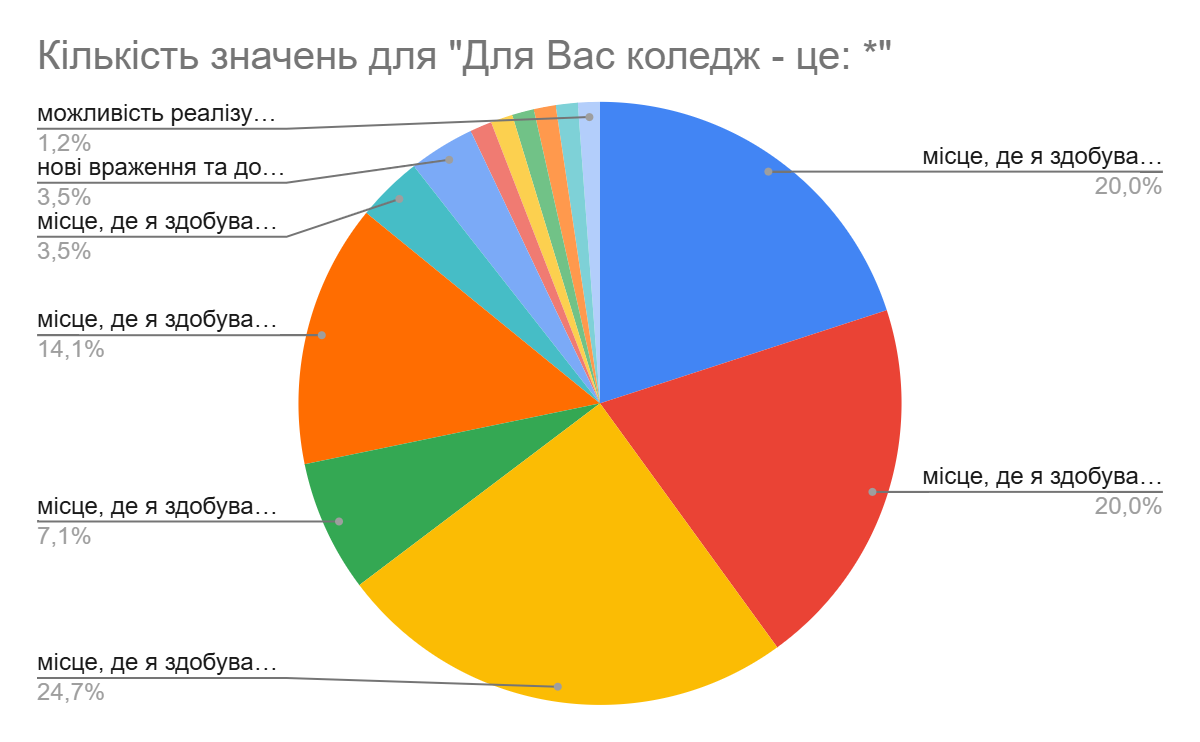 Кількість значень для "Для Вас коледж - це: *"
можливість реалізу…
1,2%
нові враження та до…
3,5%
місце, де я здобува…
3,5%
місце, де я здобува…
14,1%
місце, де я здобува…
7,1%
місце, де я здобува…
24,7%
місце, де я здобува…
20,0%
місце, де я здобува…
20,0%